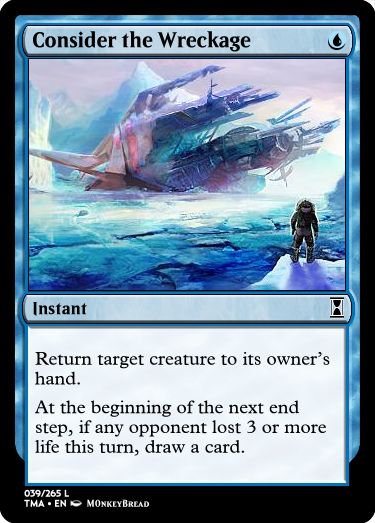 Consider the Wreckage
Instant
Return target creature to its owner's
hand.
At the beginning of the next end
step, if any opponent lost 3 or more
life this turn, draw a card.
039/265 L
TMA • EN M0nkeyBread